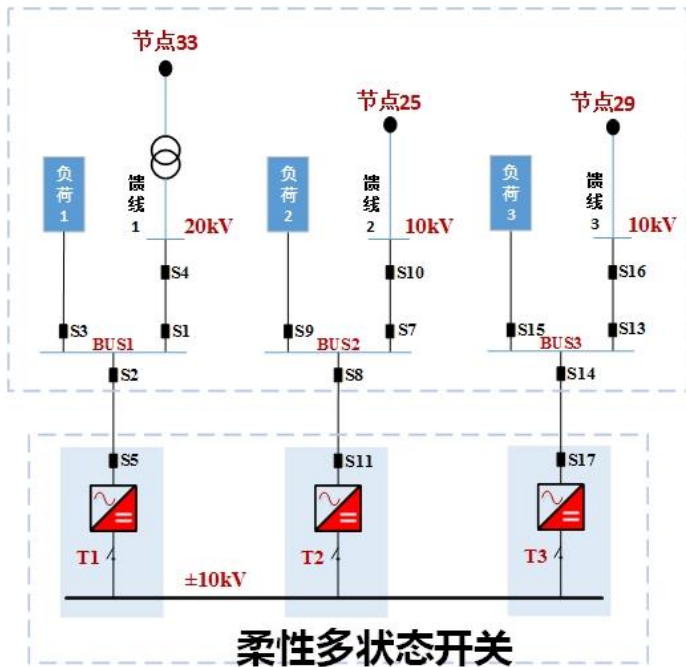 节点33
节点25
节点29
负荷1
馈线1
20kV
负荷2
馈线2
10kV
负荷3
馈线3
10kV
S4
S10
S16
S3
S1
S9
S7
S15
S13
BUS1
BUS2
BUS3
S2
S8
S14
S5
S11
S17
T1
T2
T3
±10kV
柔性多状态开关